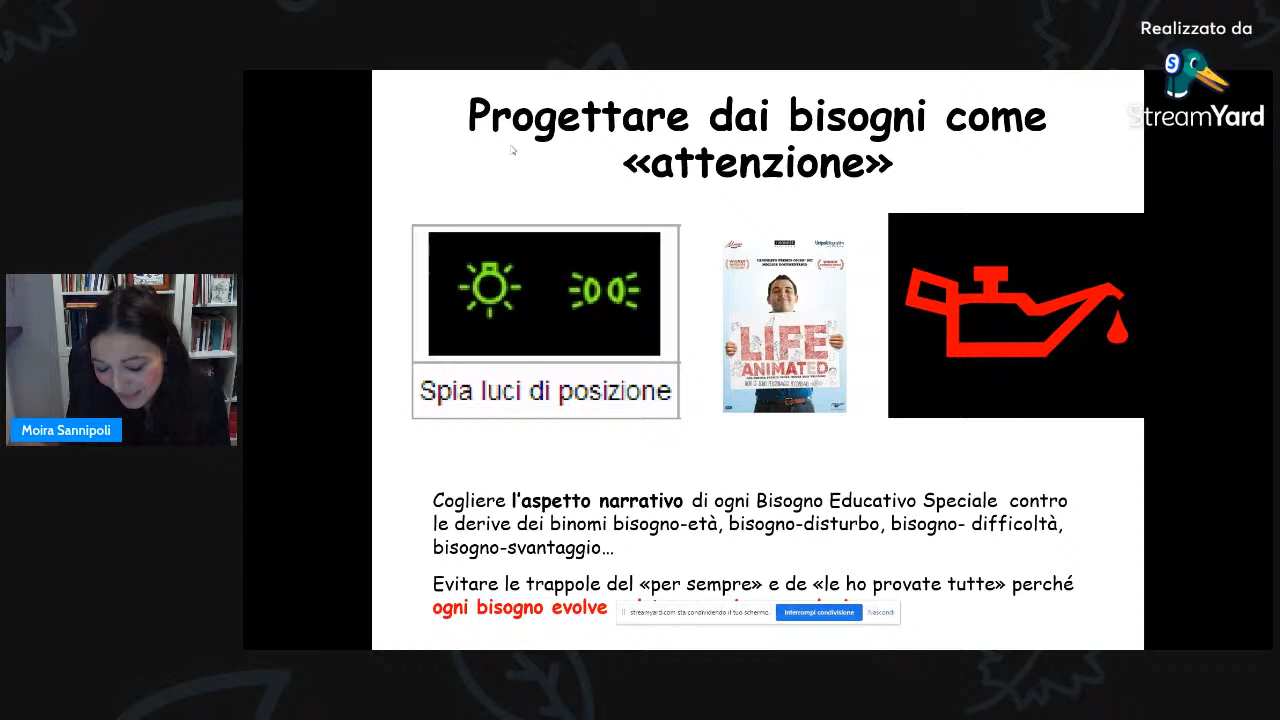 Realizzato da
StreamYard
Progettare dai bisogni come
«attenzione»
Spia luci di posizione
WINNER
WINNER
LIFE
ANIMATED
Moira Sannipoli
Cogliere l'aspetto narrativo di ogni Bisogno Educativo Speciale contro
le derive dei binomi bisogno-età, bisogno-disturbo, bisogno- difficoltà,
bisogno-svantaggio…
Evitare le trappole del «per sempre» e de «le ho provate tutte» perché
ogni bisogno evolve
streamyard.com sta condividendo il tuo schermo.
Interrompi condivisione
Nascondi